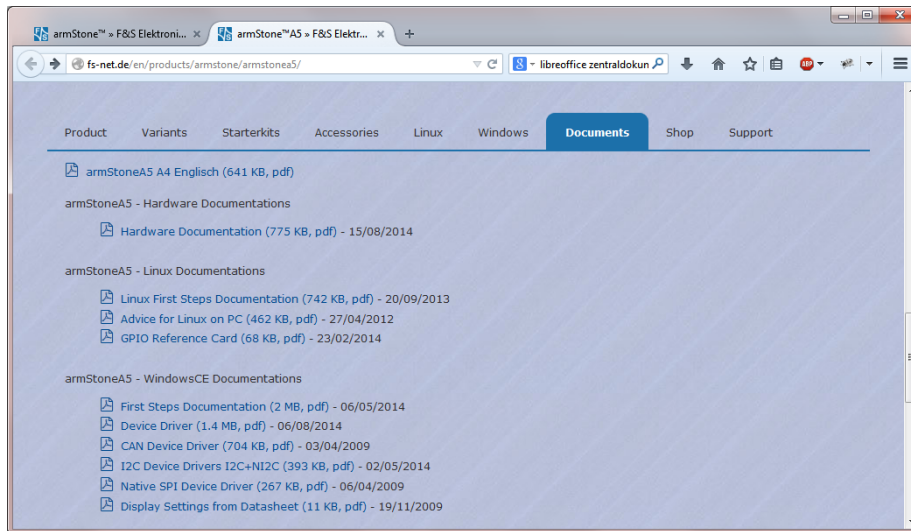 armStone™ » F&S Elektroni... ×
armStone™A5 » F&S Elektr... ×
fs-net.de/en/products/armstone/armstonea5/
libreoffice zentraldokun
ABP
Product Variants Starterkits Accessories Linux Windows Documents Shop Support
armStoneA5 A4 Englisch (641 KB, pdf)
armStoneA5 - Hardware Documentations
Hardware Documentation (775 KB, pdf) - 15/08/2014
armStoneA5 - Linux Documentations
Linux First Steps Documentation (742 KB, pdf) - 20/09/2013
Advice for Linux on PC (462 KB, pdf) - 27/04/2012
GPIO Reference Card (68 KB, pdf) - 23/02/2014
armStoneA5 - WindowsCE Documentations
First Steps Documentation (2 MB, pdf) - 06/05/2014
Device Driver (1.4 MB, pdf) - 06/08/2014
CAN Device Driver (704 KB, pdf) - 03/04/2009
I2C Device Drivers I2C+NI2C (393 KB, pdf) - 02/05/2014
Native SPI Device Driver (267 KB, pdf) - 06/04/2009
Display Settings from Datasheet (11 KB, pdf) - 19/11/2009